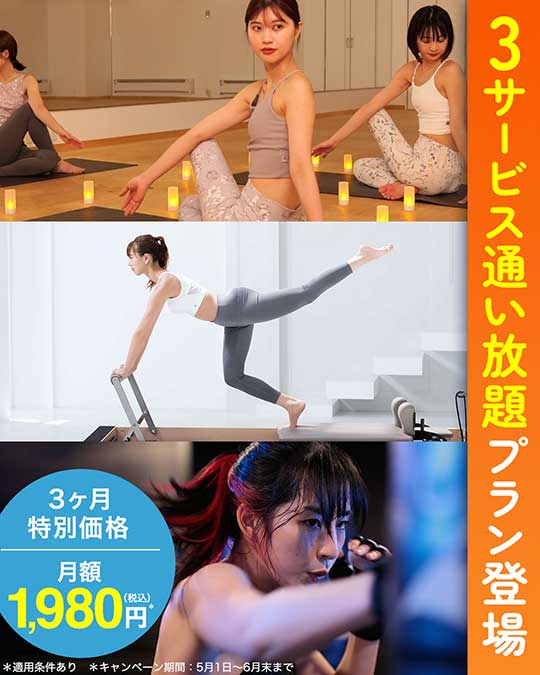 3サービス通い放題プラン登場
3ヶ月
特別価格
月額
1,980円(税込)*
*適用条件あり *キャンペーン期間：5月1日〜6月末まで